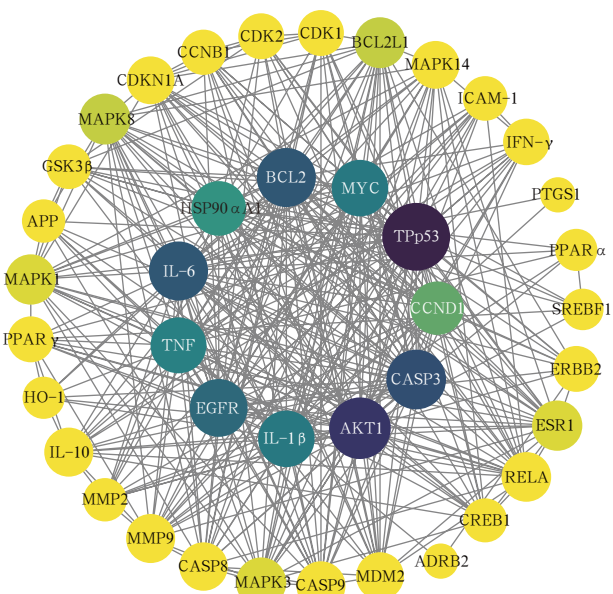 CDK2
CDK1
CCNB1
BCL2L1
CDKN1A
MAPK14
ICAM-1
MAPK8
IFN-γ
GSK3β
BCL2
MYC
PTGS1
HSP90αA1
APP
TPp53
PPARα
IL-6
MAPK1
CCND1
SREBF1
PPARγ
TNF
ERBB2
CASP3
HO-1
EGFR
ESR1
AKT1
IL-1β
IL-10
RELA
MMP2
CREB1
MMP9
ADRB2
CASP8
MDM2
MAPK3
CASP9